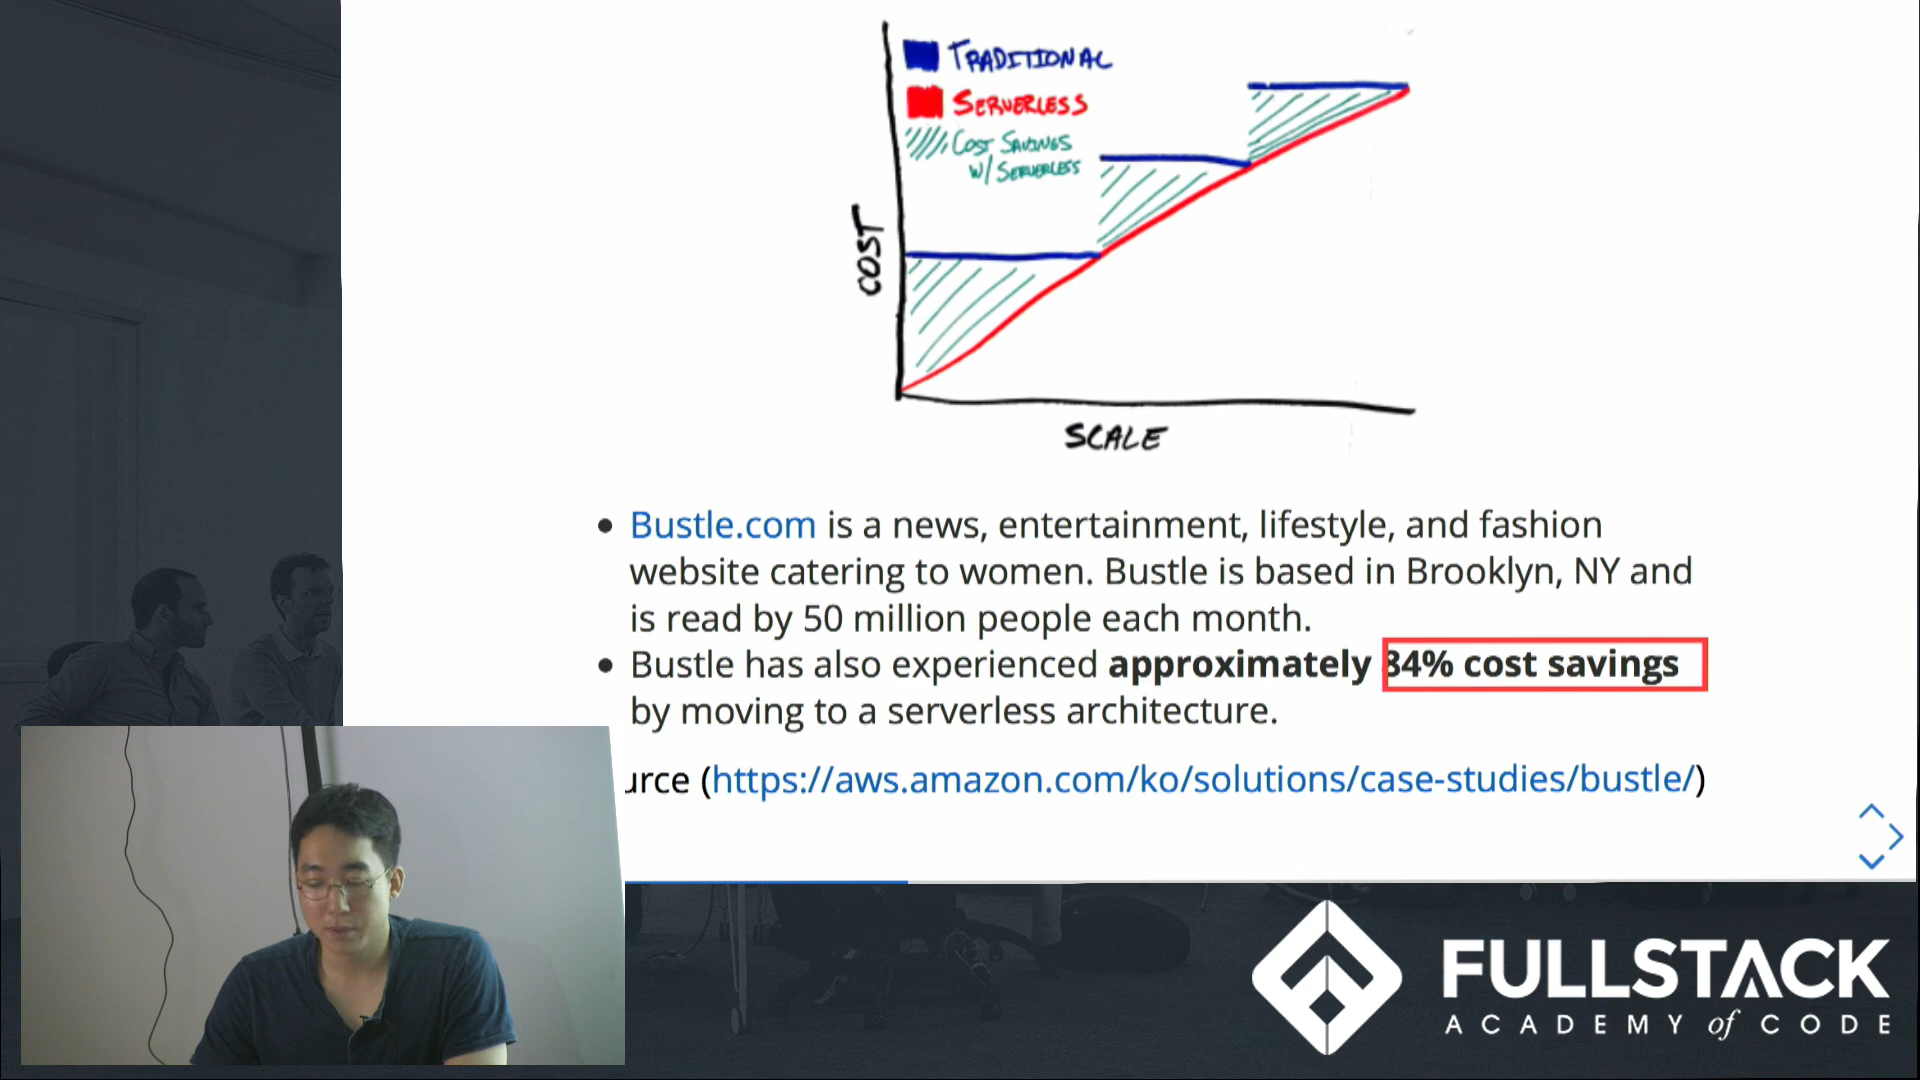 TRADITIONAL
SERVERLESS
COST SAVINGS
W/ SERVERLESS
COST
SCALE
• Bustle.com is a news, entertainment, lifestyle, and fashion
website catering to women. Bustle is based in Brooklyn, NY and
is read by 50 million people each month.
• Bustle has also experienced approximately 84% cost savings
by moving to a serverless architecture.
urce (https://aws.amazon.com/ko/solutions/case-studies/bustle/)
FULLSTACK
ACADEMY of CODE